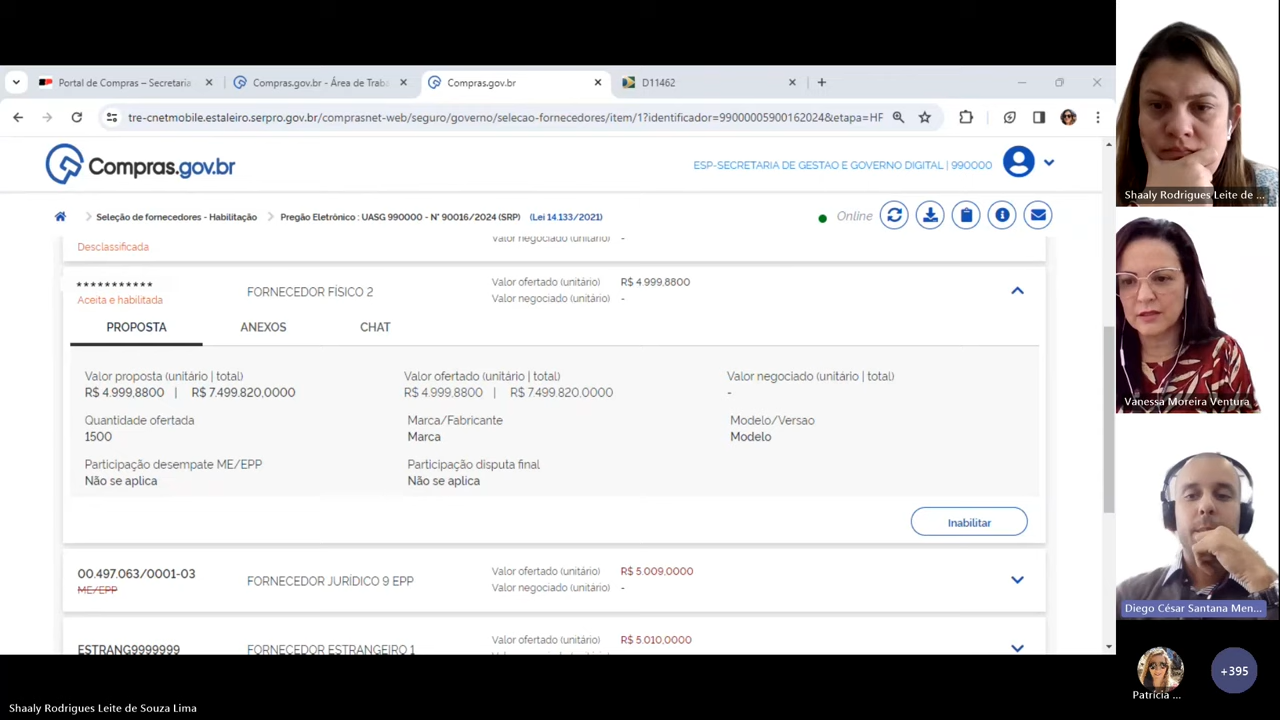 Portal de Compras – Secretaria
Compras.gov.br - Área de Traba
Compras.gov.br
D11462
tre-cnetmobile.estaleiro.serpro.gov.br/comprasnet-web/seguro/governo/selecao-fornecedores/item/1?identificador=99000005900162024&etapa=HF
Compras.gov.br
ESP-SECRETARIA DE GESTAO E GOVERNO DIGITAL | 990000
Seleção de fornecedores - Habilitação
Pregão Eletrônico : UASG 990000 - N° 90016/2024 (SRP)
(Lei 14.133/2021)
Online
Desclassificada
Valor negociado (unitário) -
***********
Aceita e habilitada
FORNECEDOR FÍSICO 2
Valor ofertado (unitário) R$ 4.999,8800
Valor negociado (unitário) -
PROPOSTA ANEXOS CHAT
Valor proposta (unitário | total) Valor ofertado (unitário | total) Valor negociado (unitário | total)
R$ 4.999,8800 | R$ 7.499.820,0000 R$ 4.999,8800 | R$ 7.499.820,0000 -
Quantidade ofertada Marca/Fabricante Modelo/Versao
1500 Marca Modelo
Participação desempate ME/EPP Participação disputa final
Não se aplica Não se aplica
Inabilitar
00.497.063/0001-03
ME/EPP
FORNECEDOR JURÍDICO 9 EPP
Valor ofertado (unitário) R$ 5.009,0000
Valor negociado (unitário) -
ESTRANG9999999
FORNECEDOR ESTRANGEIRO 1
Valor ofertado (unitário) R$ 5.010,0000
Shaaly Rodrigues Leite de ...
Vanessa Moreira Ventura
Diego César Santana Men...
Patrícia ...
+395
Shaaly Rodrigues Leite de Souza Lima